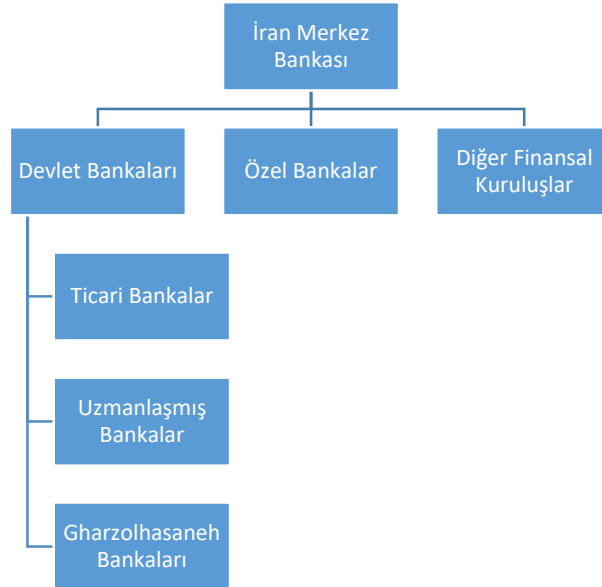 İran Merkez
Bankası
Devlet Bankaları
Özel Bankalar
Diğer Finansal
Kuruluşlar
Ticari Bankalar
Uzmanlaşmış
Bankalar
Gharzolhasaneh
Bankaları